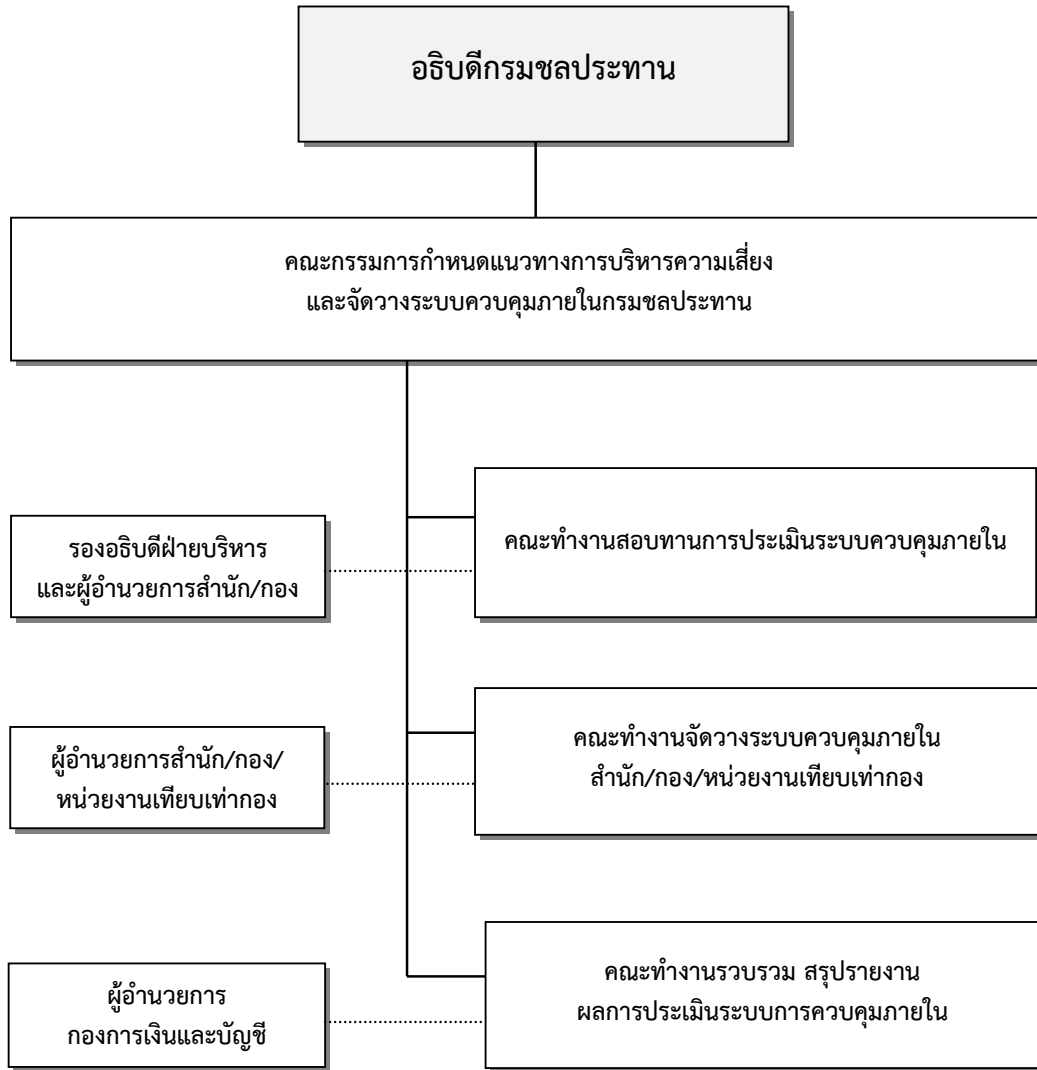 อธิบดีกรมชลประทาน
คณะกรรมการกำหนดแนวทางการบริหารความเสี่ยง
และจัดวางระบบควบคุมภายในกรมชลประทาน
รองอธิบดีฝ่ายบริหาร
และผู้อำนวยการสำนัก/กอง
คณะทำงานสอบทานการประเมินระบบควบคุมภายใน
ผู้อำนวยการสำนัก/กอง/
หน่วยงานเทียบเท่ากอง
คณะทำงานจัดวางระบบควบคุมภายใน
สำนัก/กอง/หน่วยงานเทียบเท่ากอง
ผู้อำนวยการ
กองการเงินและบัญชี
คณะทำงานรวบรวม สรุปรายงาน
ผลการประเมินระบบการควบคุมภายใน